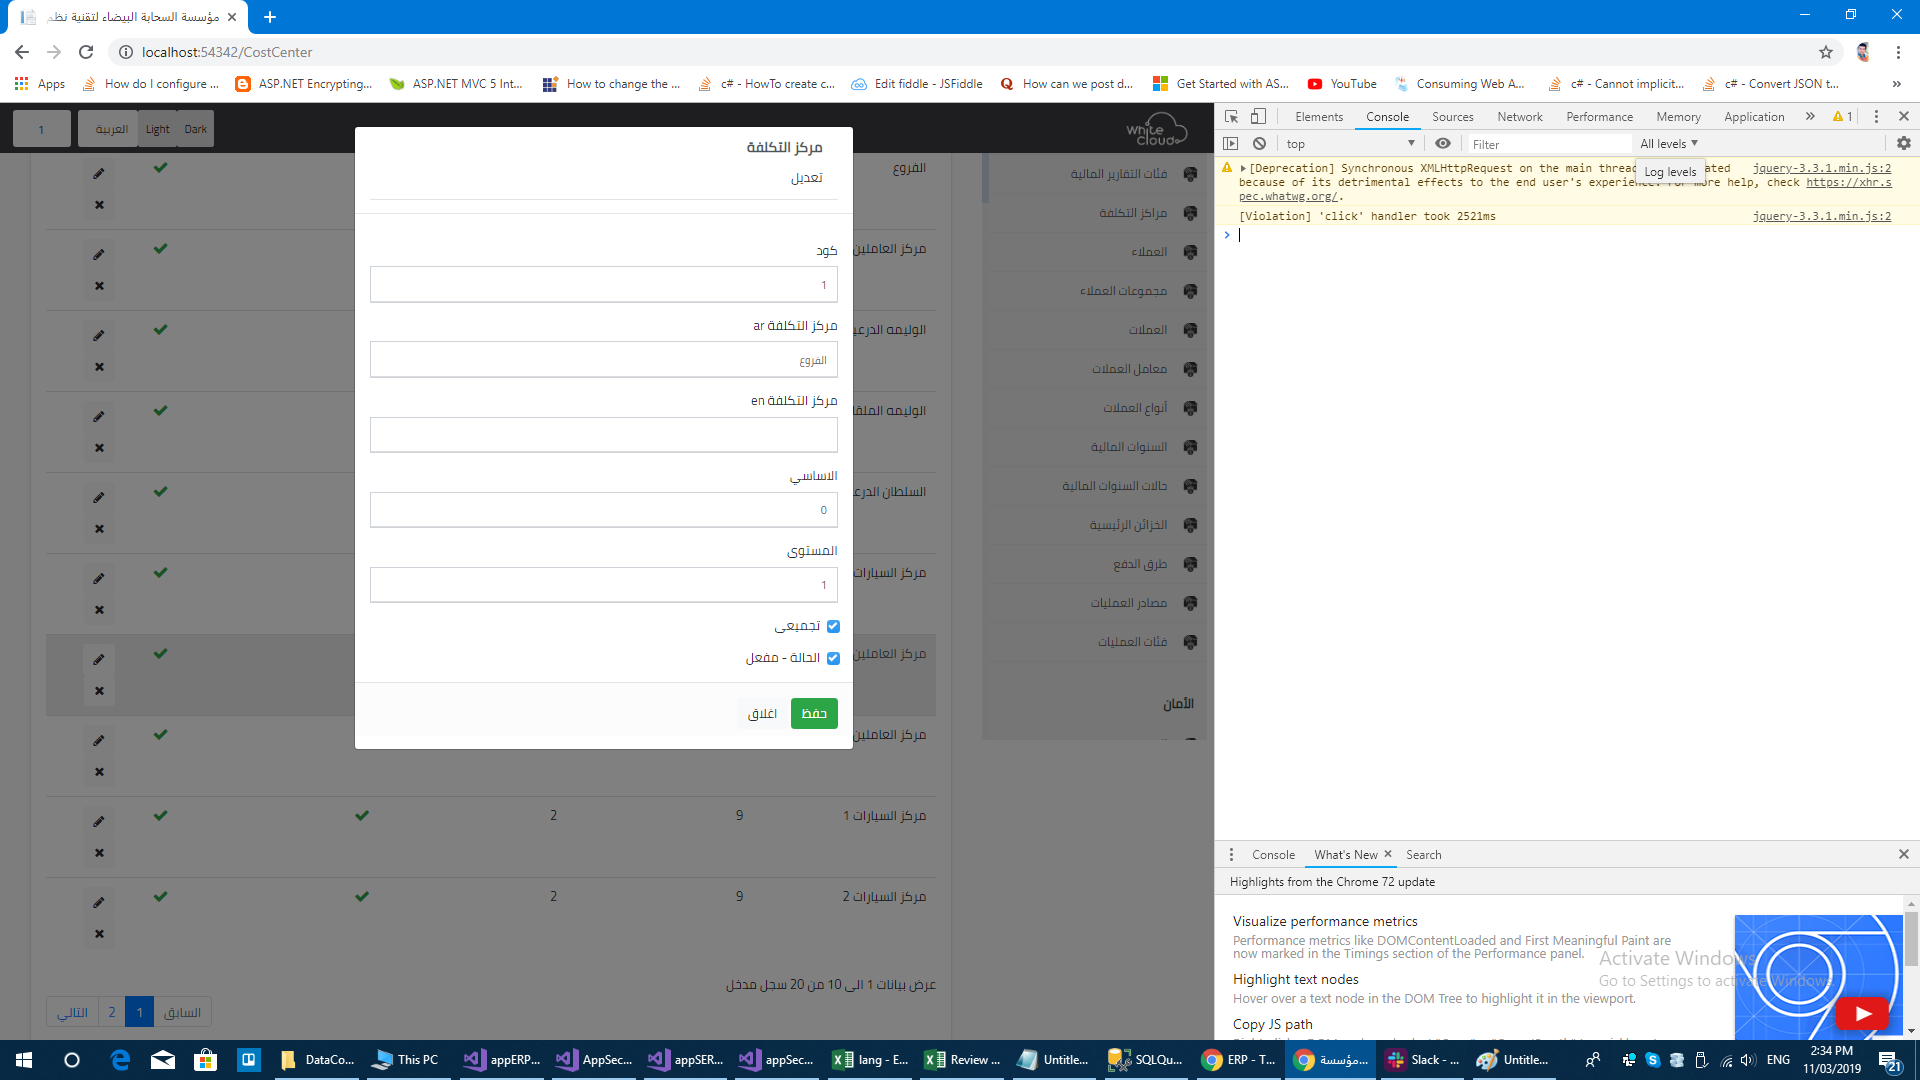 مؤسسة السحابة البيضاء لتقنية نظم
localhost:54342/CostCenter
Apps
How do I configure ...
ASP.NET Encrypting...
ASP.NET MVC 5 Int...
How to change the ...
c# - HowTo create c...
Edit fiddle - JSFiddle
How can we post d...
Get Started with AS...
YouTube
Consuming Web A...
c# - Cannot implicit...
c# - Convert JSON t...
1
العربية
Light
Dark
white cloud
مركز التكلفة
تعديل
كود
1
مركز التكلفة ar
الفروع
مركز التكلفة en
الاساسي
0
المستوى
1
تجميعى
الحالة - مفعل
حفظ
اغلاق
الفروع
مركز العاملين
الوليمه الدرعي
الوليمه الملقا
السلطان الدرع
مركز السيارات
مركز العاملين
مركز العاملين
مركز السيارات 1
9
2
مركز السيارات 2
9
2
عرض بيانات 1 الى 10 من 20 سجل مدخل
السابق
1
2
التالي
فئات التقارير المالية
مراكز التكلفة
العملاء
مجموعات العملاء
العملات
معامل العملات
أنواع العملات
السنوات المالية
حالات السنوات المالية
الخزائن الرئيسية
طرق الدفع
مصادر العمليات
فئات العمليات
الأمان
Elements
Console
Sources
Network
Performance
Memory
Application
1
top
Filter
All levels
Log levels
[Deprecation] Synchronous XMLHttpRequest on the main thread ated jquery-3.3.1.min.js:2
because of its detrimental effects to the end user's experience. For more help, check https://xhr.s
pec.whatwg.org/.
[Violation] 'click' handler took 2521ms jquery-3.3.1.min.js:2
Console
What's New
Search
Highlights from the Chrome 72 update
Visualize performance metrics
Performance metrics like DOMContentLoaded and First Meaningful Paint are
now marked in the Timings section of the Performance panel.
Highlight text nodes
Hover over a text node in the DOM Tree to highlight it in the viewport.
Copy JS path
Activate Windows
Go to Settings to activate Windows.
DataCo...
This PC
appERP...
AppSec...
appSER...
appSec...
lang - E...
Review ...
Untitle...
SQLQu...
ERP - T...
مؤسسة...
Slack - ...
Untitle...
ENG
2:34 PM
11/03/2019
21